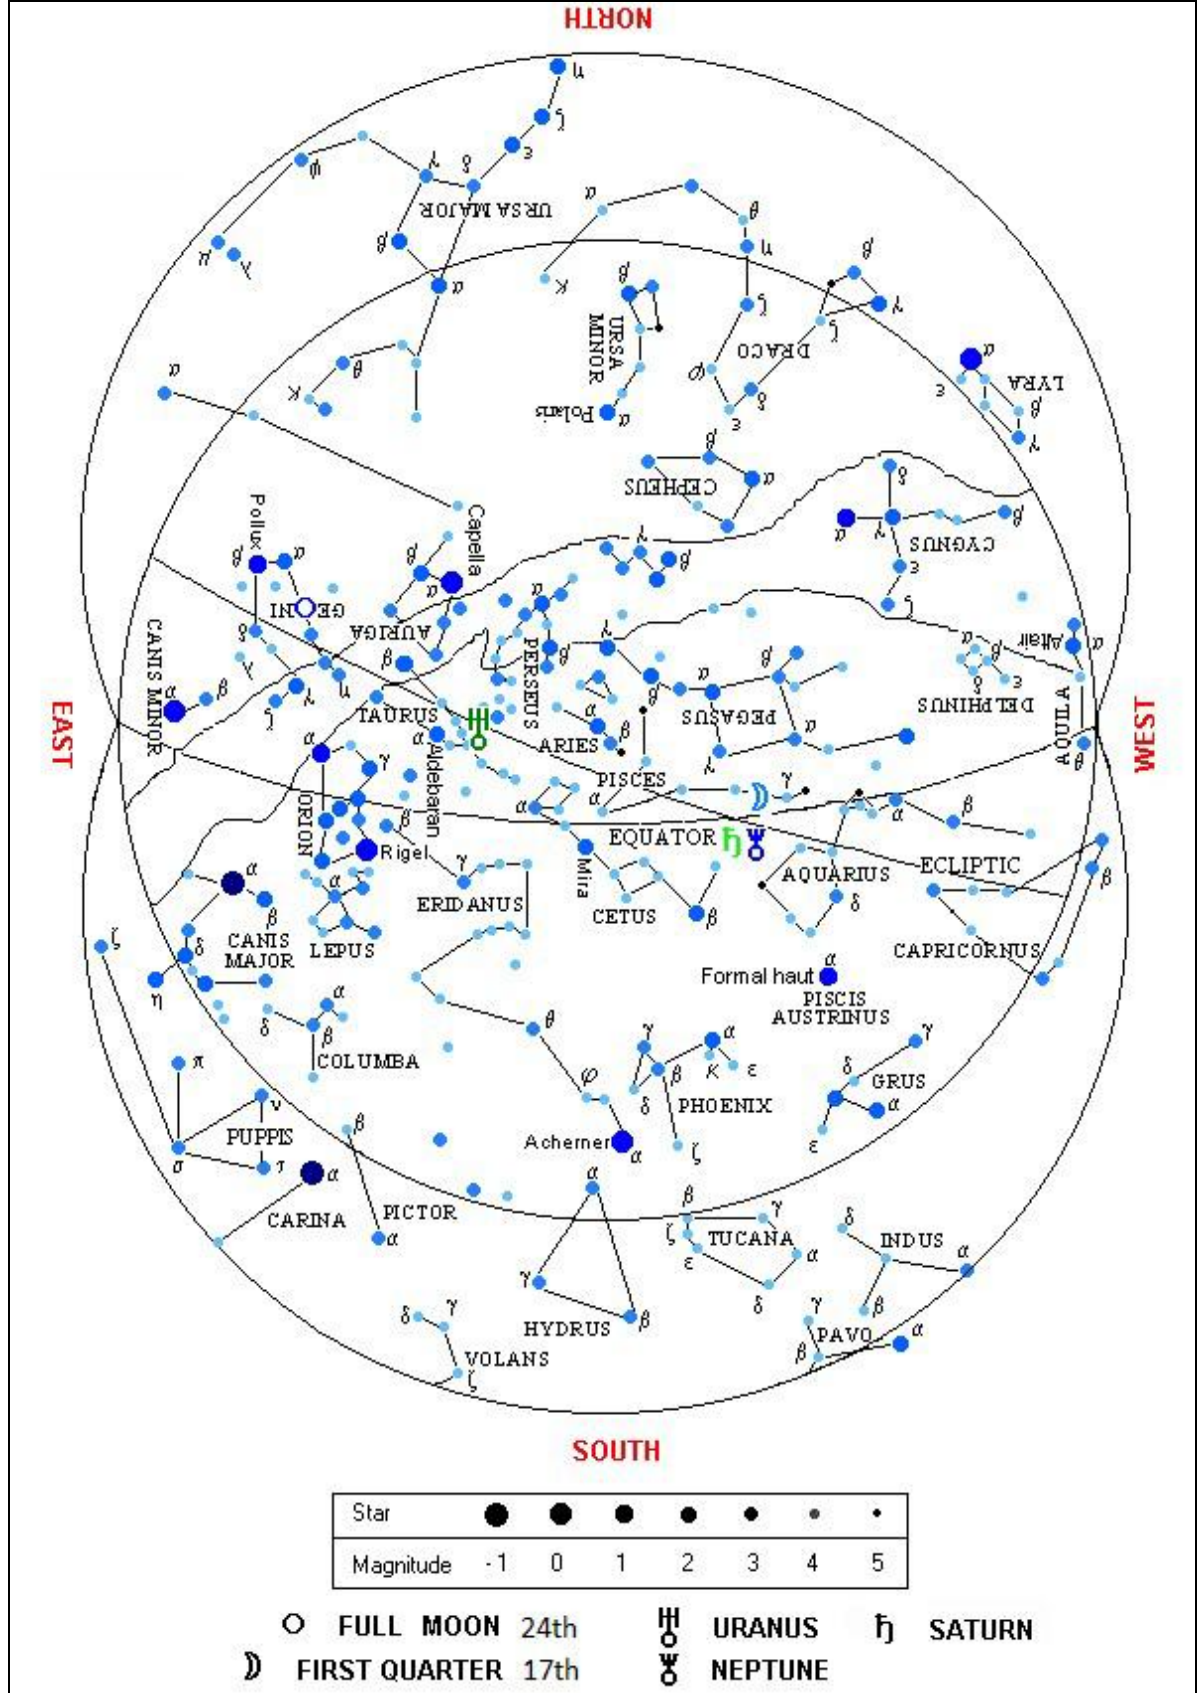 NORTH
η
ζ
ε
δ
γ
ψ
URSA MAJOR
β
α
μ
λ
α
θ
η
κ
β
ζ
β
γ
ζ
URSA MINOR
DRACO
φ
δ
ε
Polaris
α
α
ε
LYRA
β
γ
θ
κ
α
β
CEPHEUS
α
δ
α
γ
CYGNUS
β
ε
ζ
Pollux
β
α
GE INI
δ
λ
ζ
γ
η
Capella
β
α
AURIGA
γ
β
α
PERSEUS
β
γ
CANIS MINOR
α
β
EAST
β
TAURUS
α
Aldebaran
ARIES
α
β
θ
α
β
PEGASUS
γ
α
PISCES
α
γ
α
β
DELPHINUS
δ
ε
Altair
α
AQUILA
θ
WEST
α
γ
ORION
β
Rigel
α
EQUATOR
Mira
α
β
ECLIPTIC
AQUARIUS
δ
β
CAPRICORNUS
α
β
CANIS MAJOR
δ
η
ζ
α
LEPUS
γ
ERIDANUS
CETUS
β
α
Formal haut
PISCIS AUSTRINUS
δ
α
β
COLUMBA
θ
φ
Acherner
α
γ
α
β
κ
ε
δ
PHOENIX
ζ
γ
δ
GRUS
α
ε
π
ν
PUPPIS
σ
τ
β
α
CARINA
PICTOR
α
α
γ
HYDRUS
β
β
γ
ζ
TUCANA
ε
α
δ
δ
INDUS
α
β
γ
PAVO
α
β
δ
γ
VOLANS
ζ
SOUTH
Star
Magnitude -1 0 1 2 3 4 5
FULL MOON 24th
URANUS
SATURN
FIRST QUARTER 17th
NEPTUNE